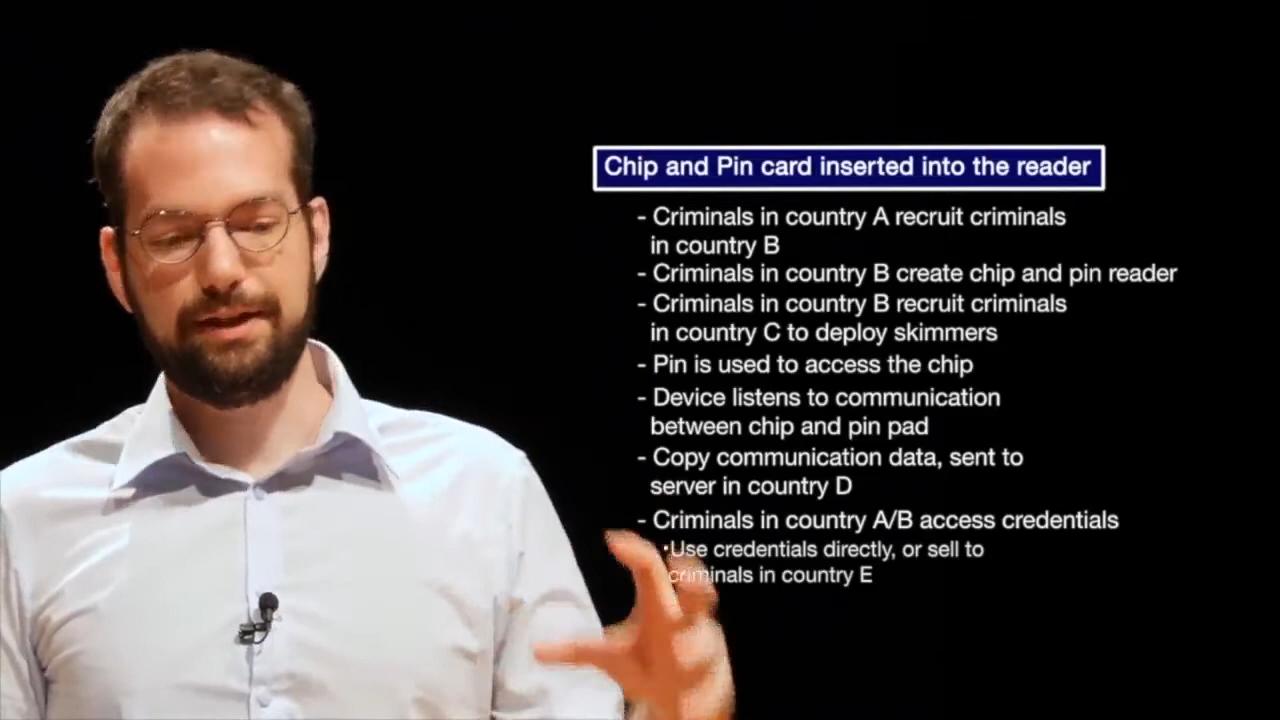 Chip and Pin card inserted into the reader
- Criminals in country A recruit criminals
in country B
- Criminals in country B create chip and pin reader
- Criminals in country B recruit criminals
in country C to deploy skimmers
- Pin is used to access the chip
- Device listens to communication
between chip and pin pad
- Copy communication data, sent to
server in country D
- Criminals in country A/B access credentials
·Use credentials directly, or sell to
criminals in country E